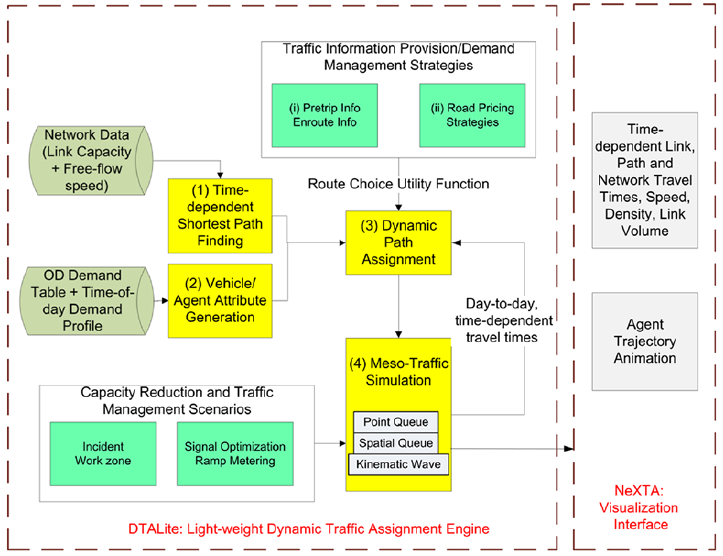 Traffic Information Provision/Demand
Management Strategies
(i) Pretrip Info
Enroute Info
(ii) Road Pricing
Strategies
Network Data
(Link Capacity
+ Free-flow
speed)
Route Choice Utility Function
(1) Time-
dependent
Shortest Path
Finding
(3) Dynamic
Path
Assignment
OD Demand
Table + Time-of-
day Demand
Profile
(2) Vehicle/
Agent Attribute
Generation
Day-to-day,
time-dependent
travel times
(4) Meso-Traffic
Simulation
Point Queue
Spatial Queue
Kinematic Wave
Capacity Reduction and Traffic
Management Scenarios
Incident
Work zone
Signal Optimization
Ramp Metering
DTALite: Light-weight Dynamic Traffic Assignment Engine
Time-
dependent Link,
Path and
Network Travel
Times, Speed,
Density, Link
Volume
Agent
Trajectory
Animation
NeXTA:
Visualization
Interface